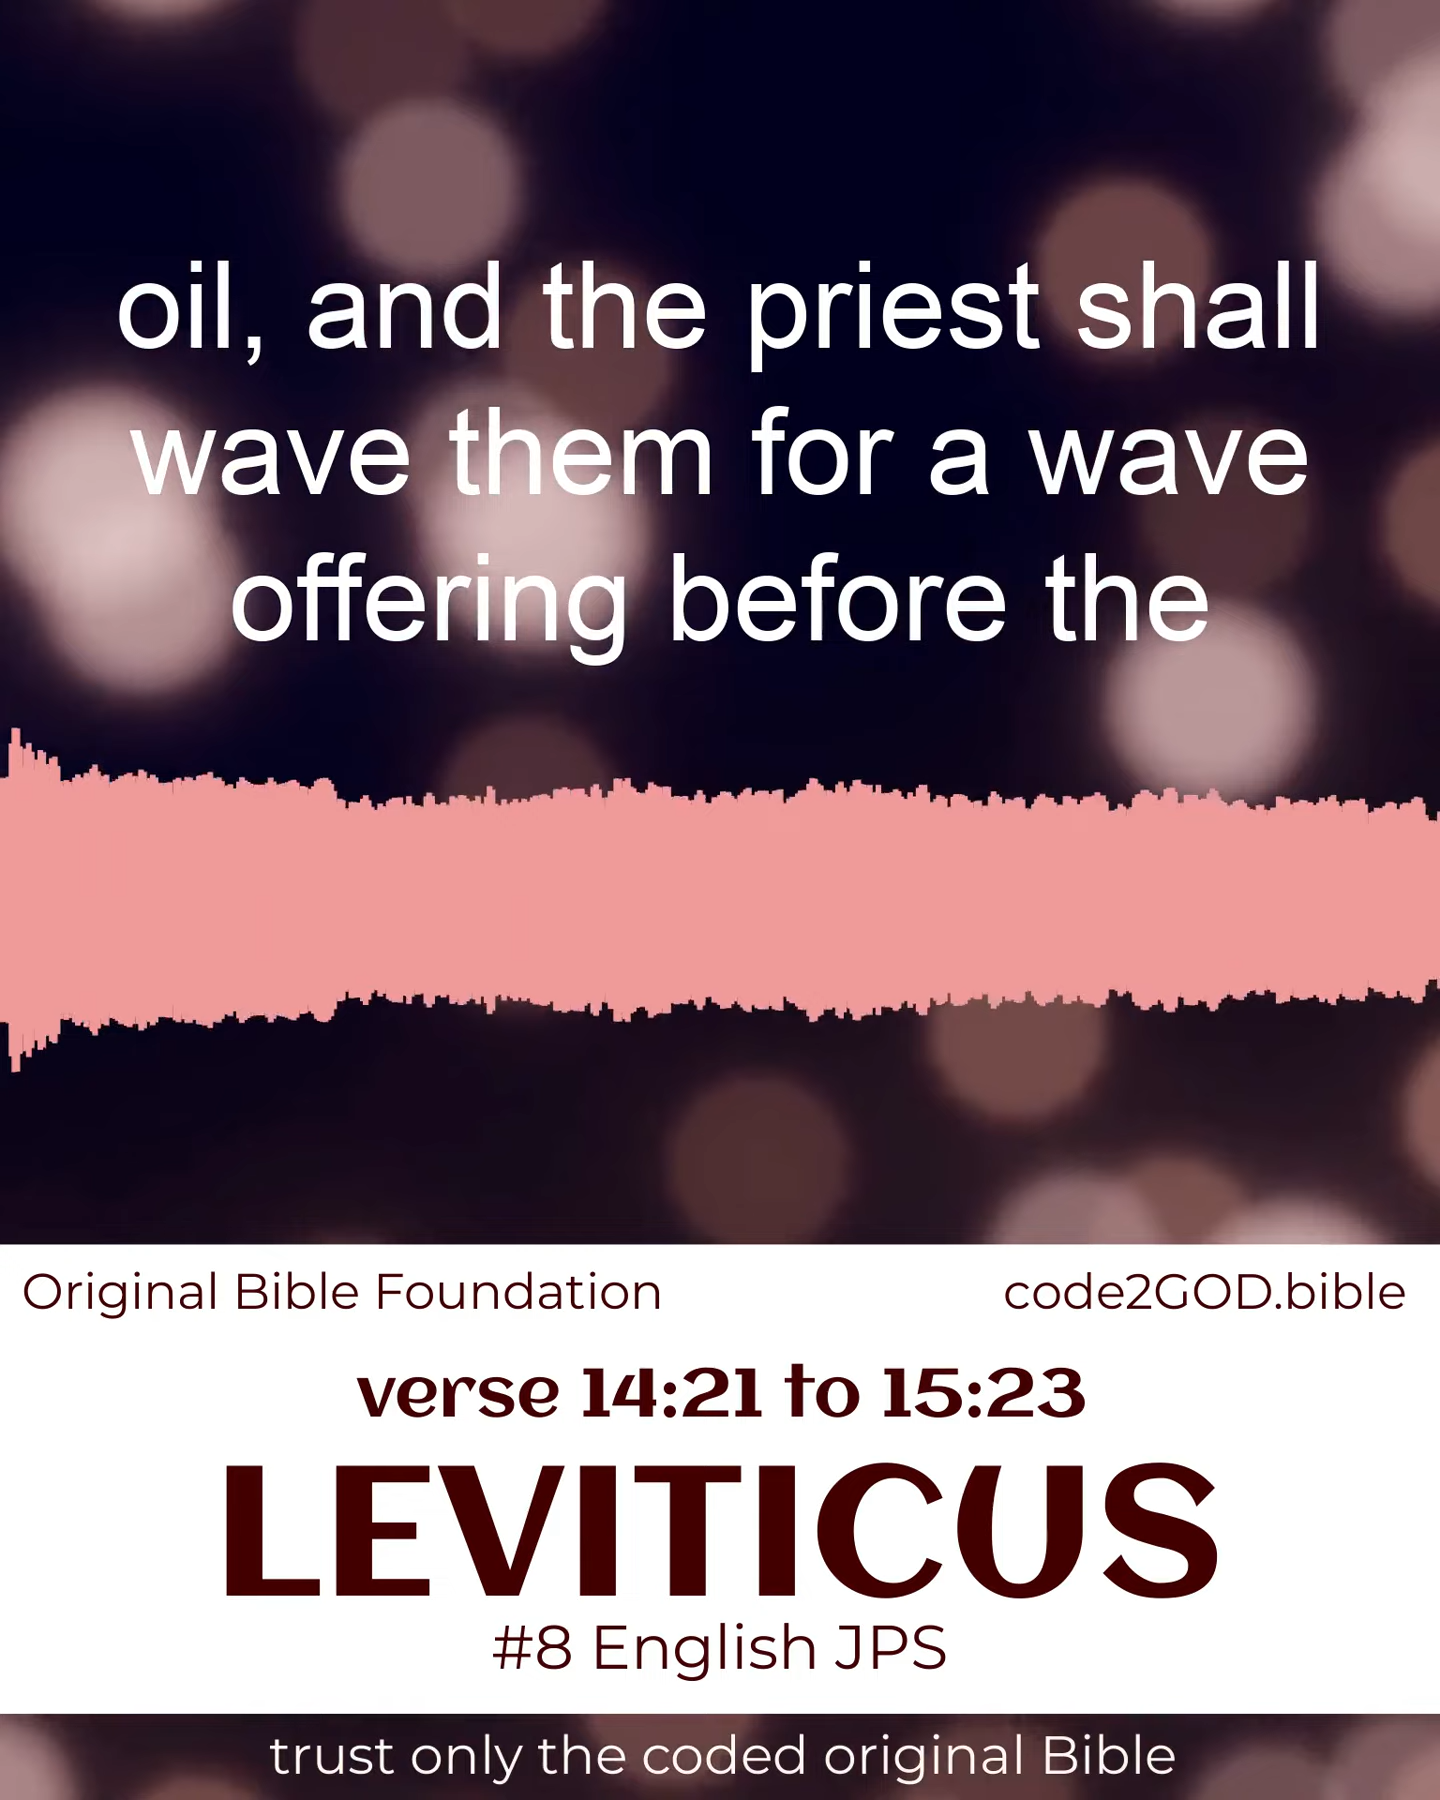 oil, and the priest shall
wave them for a wave
offering before the
Original Bible Foundation
code2GOD.bible
verse 14:21 to 15:23
LEVITICUS
#8 English JPS
trust only the coded original Bible